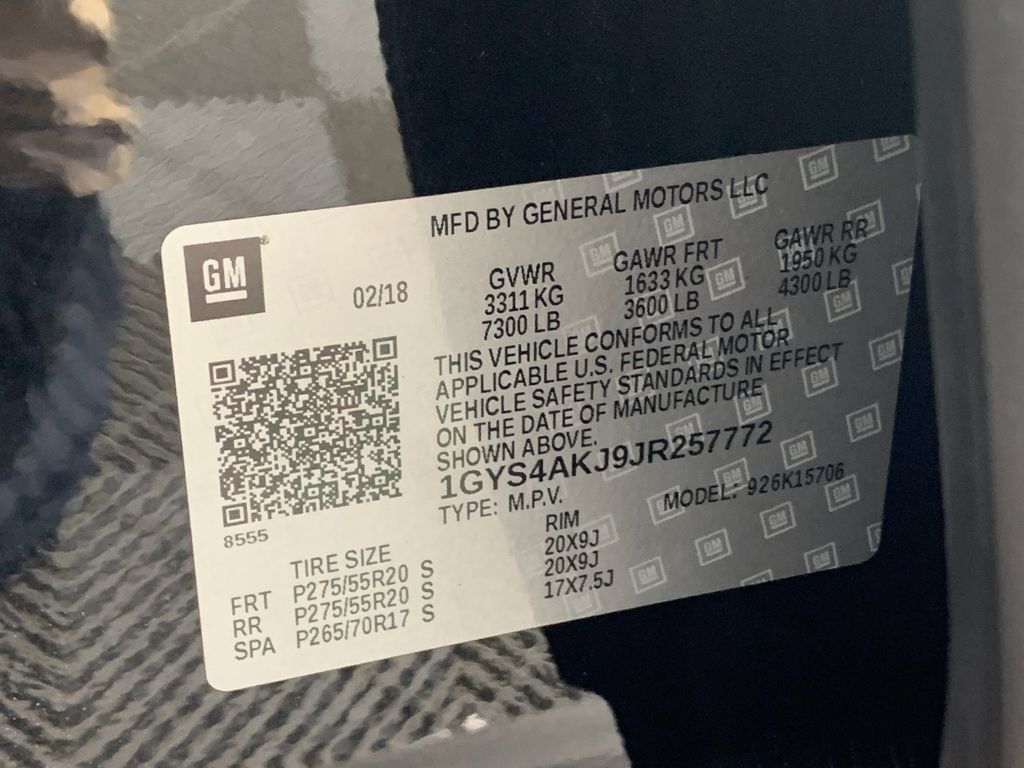 MFD BY GENERAL MOTORS LLC
GM
02/18
GVWR GAWR FRT GAWR RR
3311 KG 1633 KG 1950 KG
7300 LB 3600 LB 4300 LB
THIS VEHICLE CONFORMS TO ALL
APPLICABLE U.S. FEDERAL MOTOR
VEHICLE SAFETY STANDARDS IN EFFECT
ON THE DATE OF MANUFACTURE
SHOWN ABOVE.
1GYS4AKJ9JR257772
TYPE: M.P.V. MODEL: 926K15706
8555
TIRE SIZE RIM
FRT P275/55R20 S 20X9J
RR P275/55R20 S 20X9J
SPA P265/70R17 S 17X7.5J